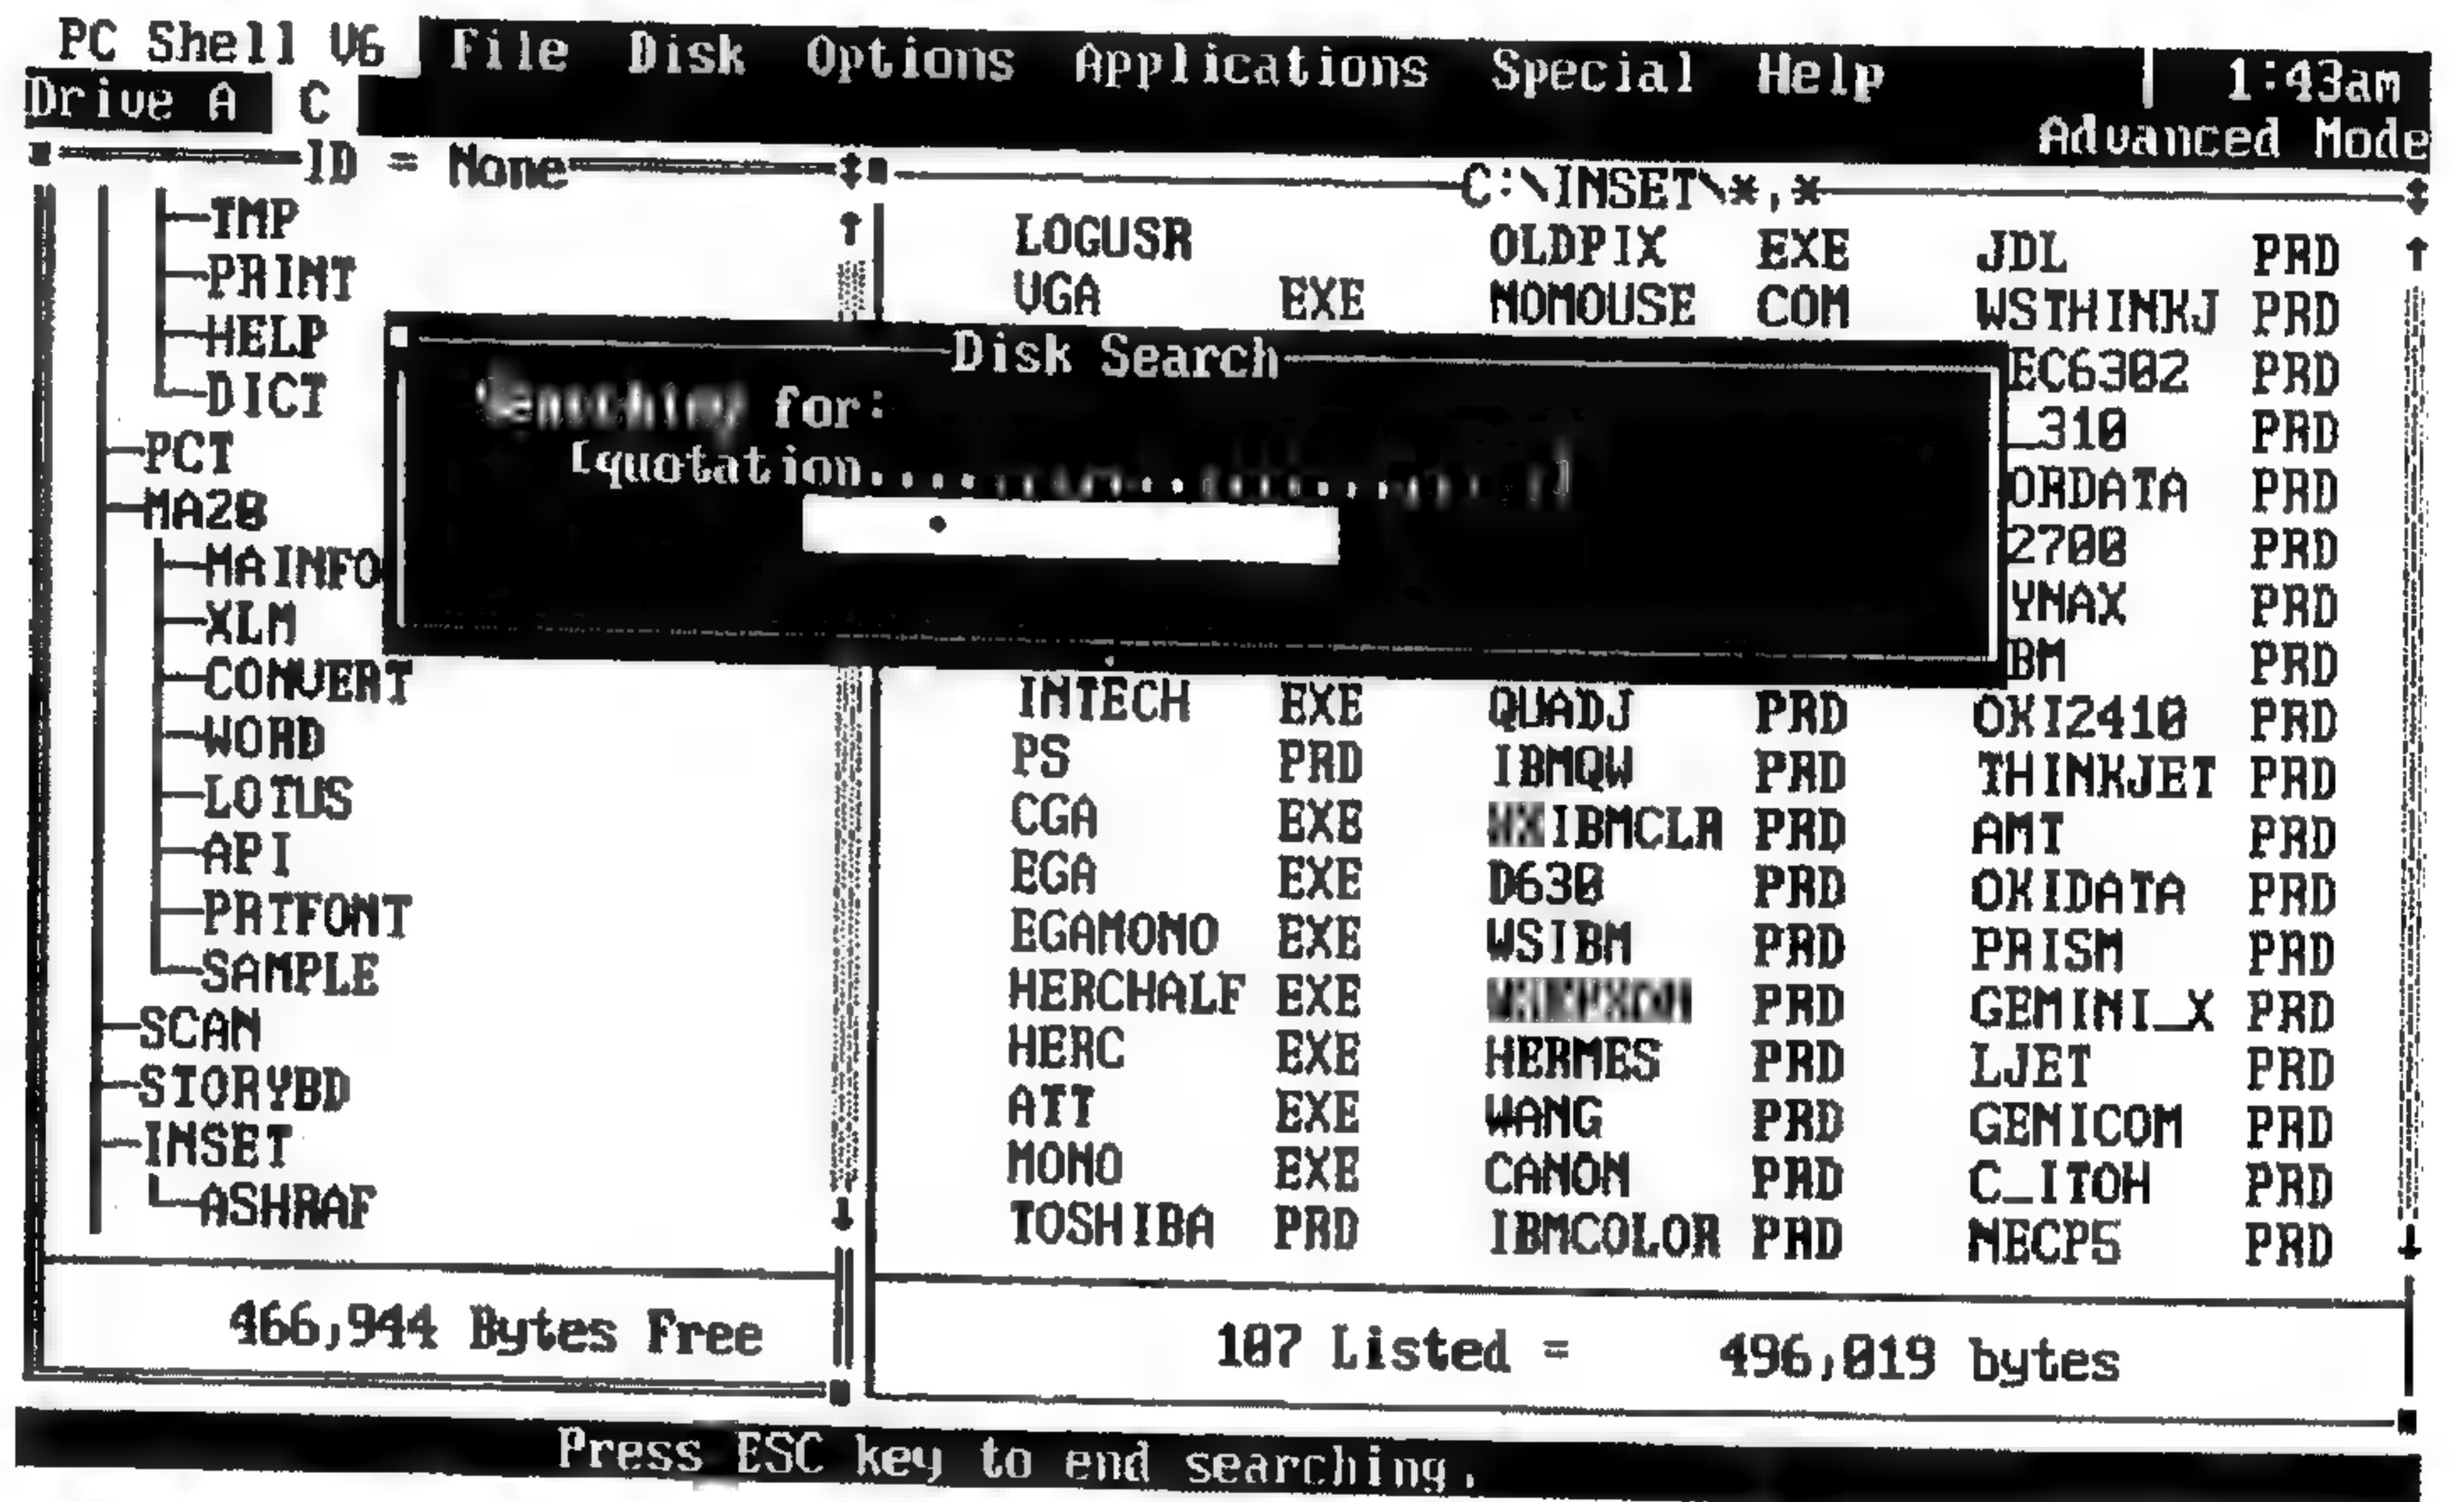 PC Shell V6 File Disk Options Applications Special Help 1:43am
Drive A C Advanced Mode
ID = None
TMP
PRINT
HELP
DICT
PCT
MA28
MAINFO
XLM
CONVERT
WORD
LOTUS
API
PRTFONT
SAMPLE
SCAN
STORYBD
INSET
ASHRAF
466,944 Bytes Free
C:\INSET\*,*
LOGUSR OLDPIX EXE JDL PRD
VGA EXE NOMOUSE COM WSTHINKJ PRD
EC6302 PRD
_310 PRD
ORDATA PRD
2700 PRD
YNAX PRD
BM PRD
Disk Search
for:
[quotation.....
INTECH EXE QUADJ PRD OKI2410 PRD
PS PRD IBMQW PRD THINKJET PRD
CGA EXE IBMCLR PRD AMT PRD
EGA EXE D630 PRD OKIDATA PRD
EGAMONO EXE WSIBM PRD PRISM PRD
HERCHALF EXE PRD GEMINI_X PRD
HERC EXE HERMES PRD LJET PRD
ATT EXE WANG PRD GENICOM PRD
MONO EXE CANON PRD C_ITOH PRD
TOSHIBA PRD IBMCOLOR PRD NECP5 PRD
107 Listed = 496,019 bytes
Press ESC key to end searching.